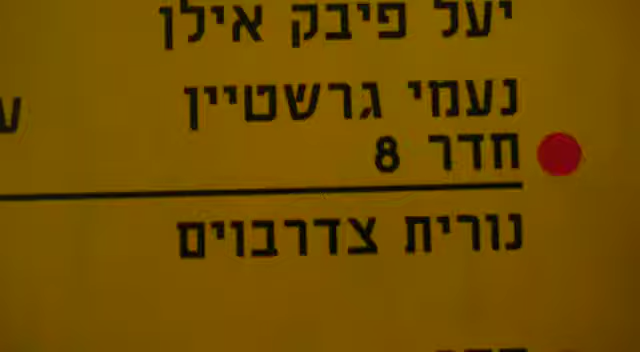 יעל פיבק אילן
נעמי גרשטיין
חדר 8
נורית צדרבוים